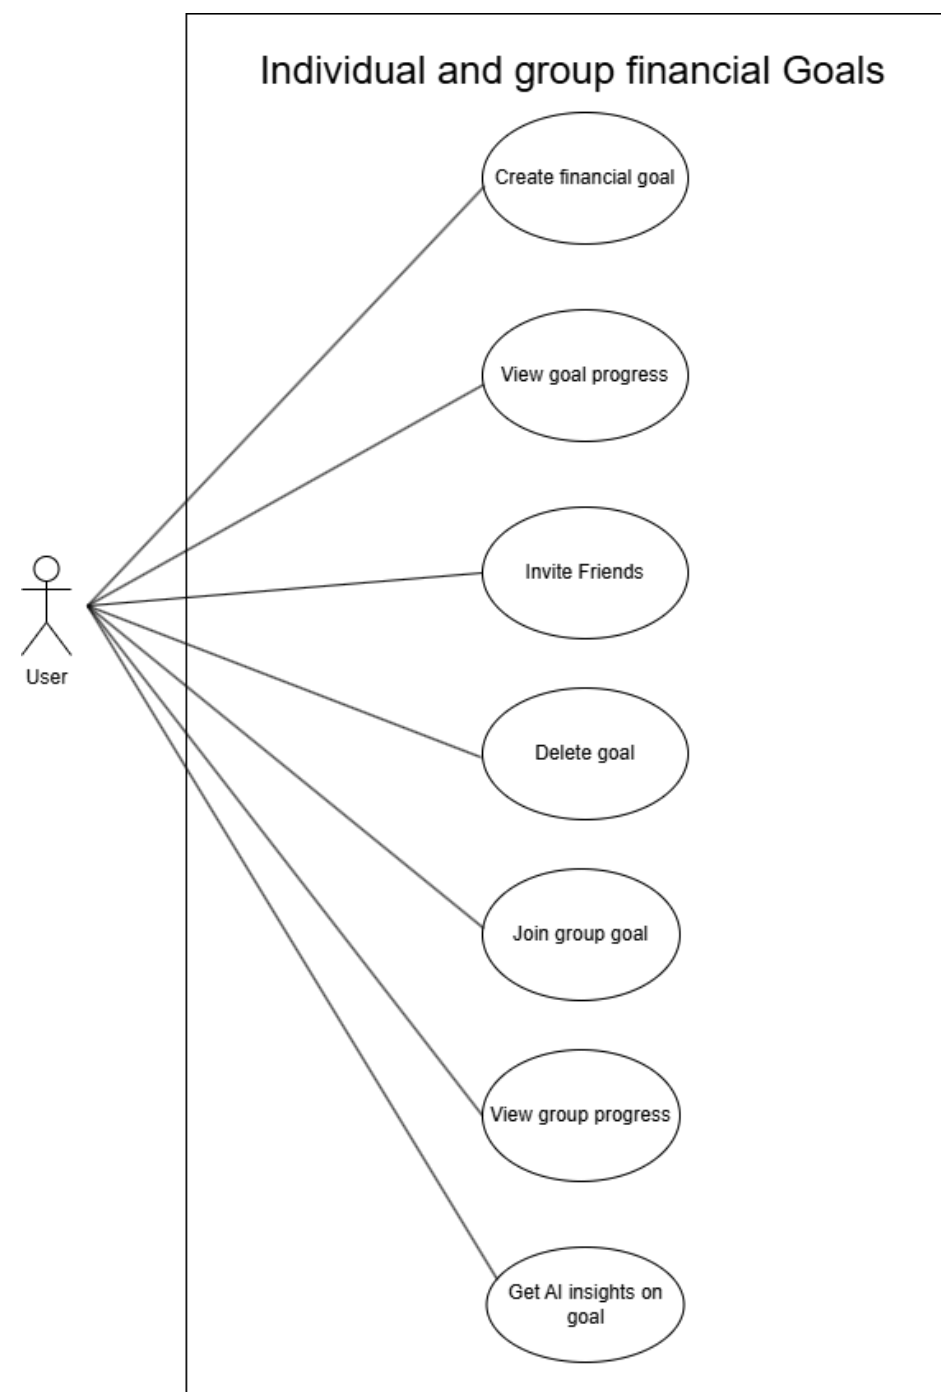 Individual and group financial Goals
Create financial goal
View goal progress
Invite Friends
User
Delete goal
Join group goal
View group progress
Get AI insights on
goal